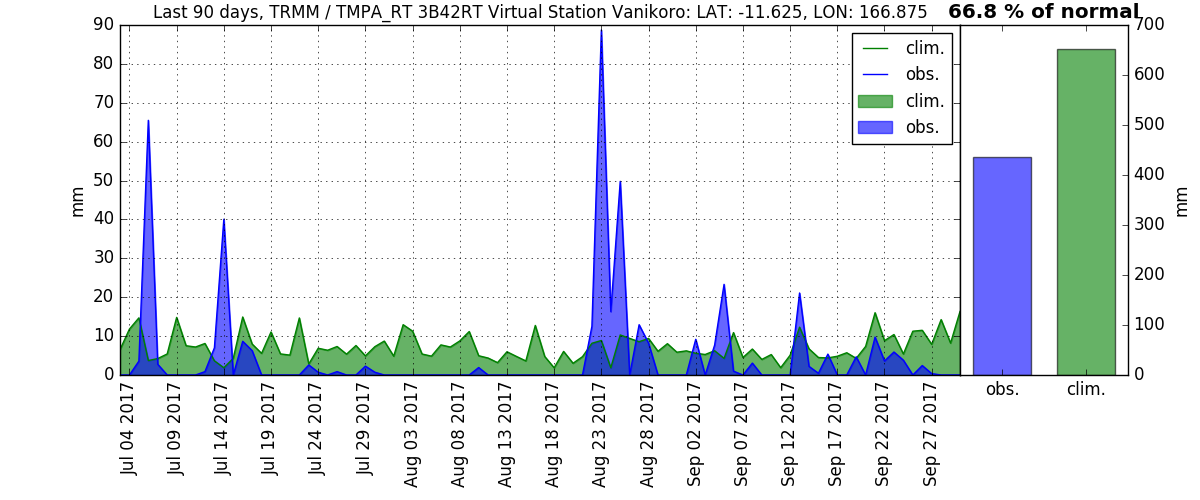 Last 90 days, TRMM / TMPA_RT 3B42RT Virtual Station Vanikoro: LAT: -11.625, LON: 166.875
66.8 % of normal
90
80
70
60
50
40
30
20
10
0
mm
clim.
obs.
clim.
obs.
Jul 04 2017
Jul 09 2017
Jul 14 2017
Jul 19 2017
Jul 24 2017
Jul 29 2017
Aug 03 2017
Aug 08 2017
Aug 13 2017
Aug 18 2017
Aug 23 2017
Aug 28 2017
Sep 02 2017
Sep 07 2017
Sep 12 2017
Sep 17 2017
Sep 22 2017
Sep 27 2017
700
600
500
400
300
200
100
0
mm
obs.
clim.